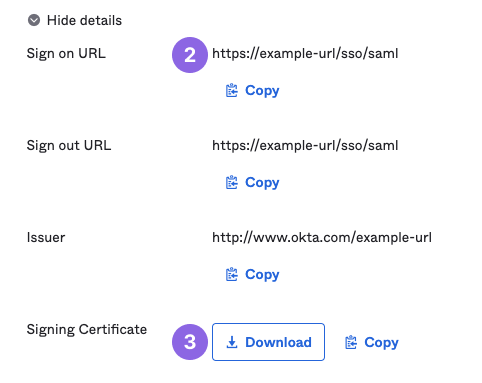 Hide details
Sign on URL 2 https://example-url/sso/saml
Copy
Sign out URL https://example-url/sso/saml
Copy
Issuer http://www.okta.com/example-url
Copy
Signing Certificate 3 Download Copy